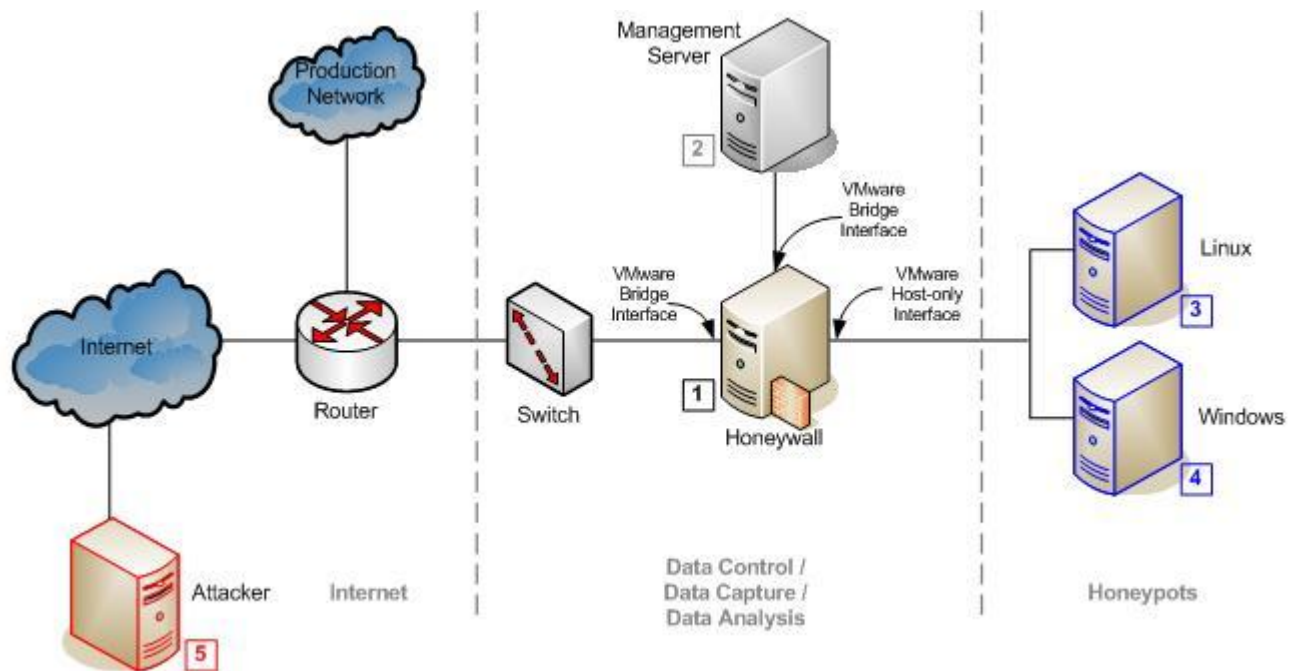 Management
Server
Production
Network
2
VMware
Bridge
Interface
Linux
VMware
Bridge
Interface
VMware
Host-only
Interface
3
Internet
Router
Switch
1
Honeywall
Windows
4
Attacker
5
Internet
Data Control /
Data Capture /
Data Analysis
Honeypots